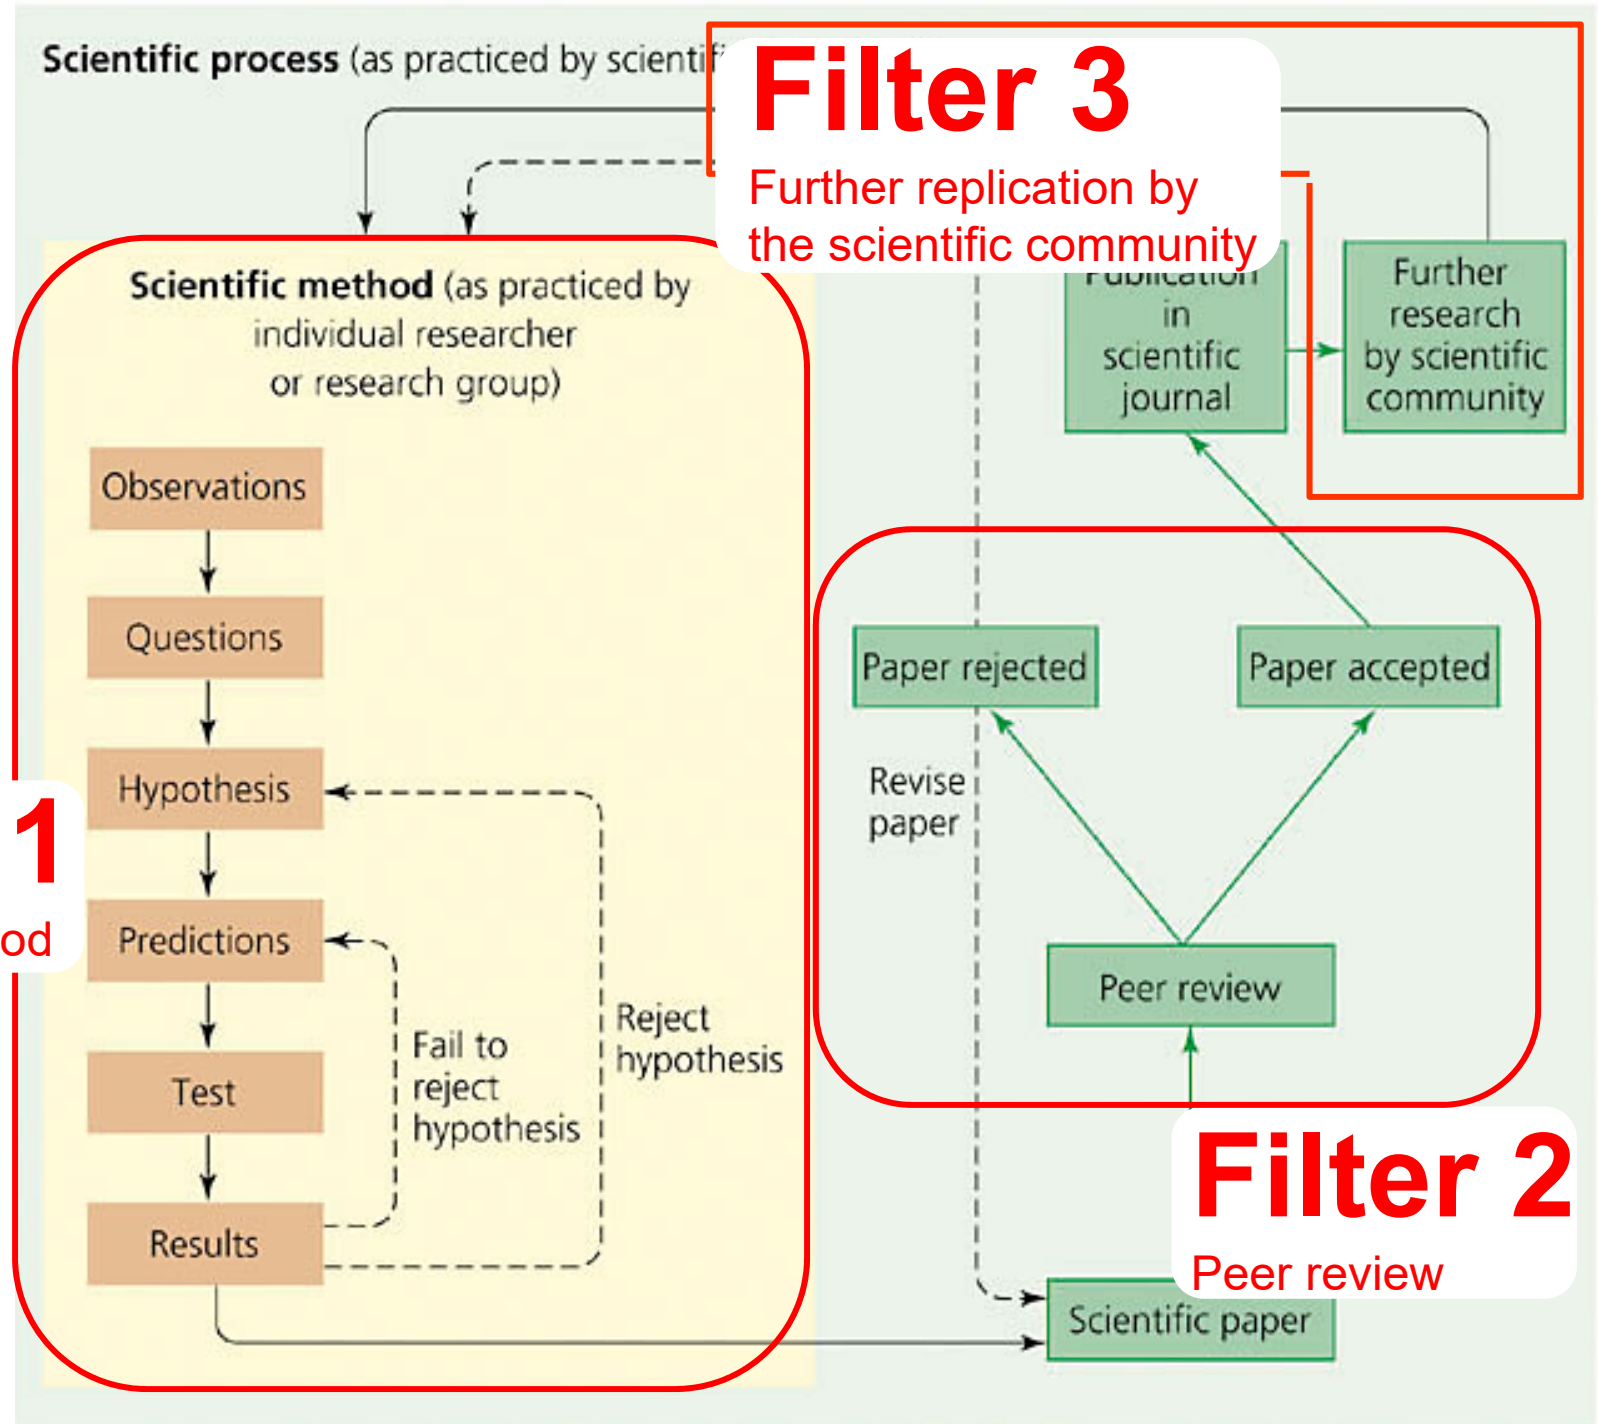 Scientific process (as practiced by
Filter 3
Further replication by
the scientific community
Scientific method (as practiced by
individual researcher
or research group)
Observations
Questions
Hypothesis
Predictions
Test
Results
Fail to
reject
hypothesis
Reject
hypothesis
1
Publication
in
scientific
journal
Further
research
by scientific
community
Paper rejected
Paper accepted
Revise
paper
Peer review
Filter 2
Peer review
Scientific paper